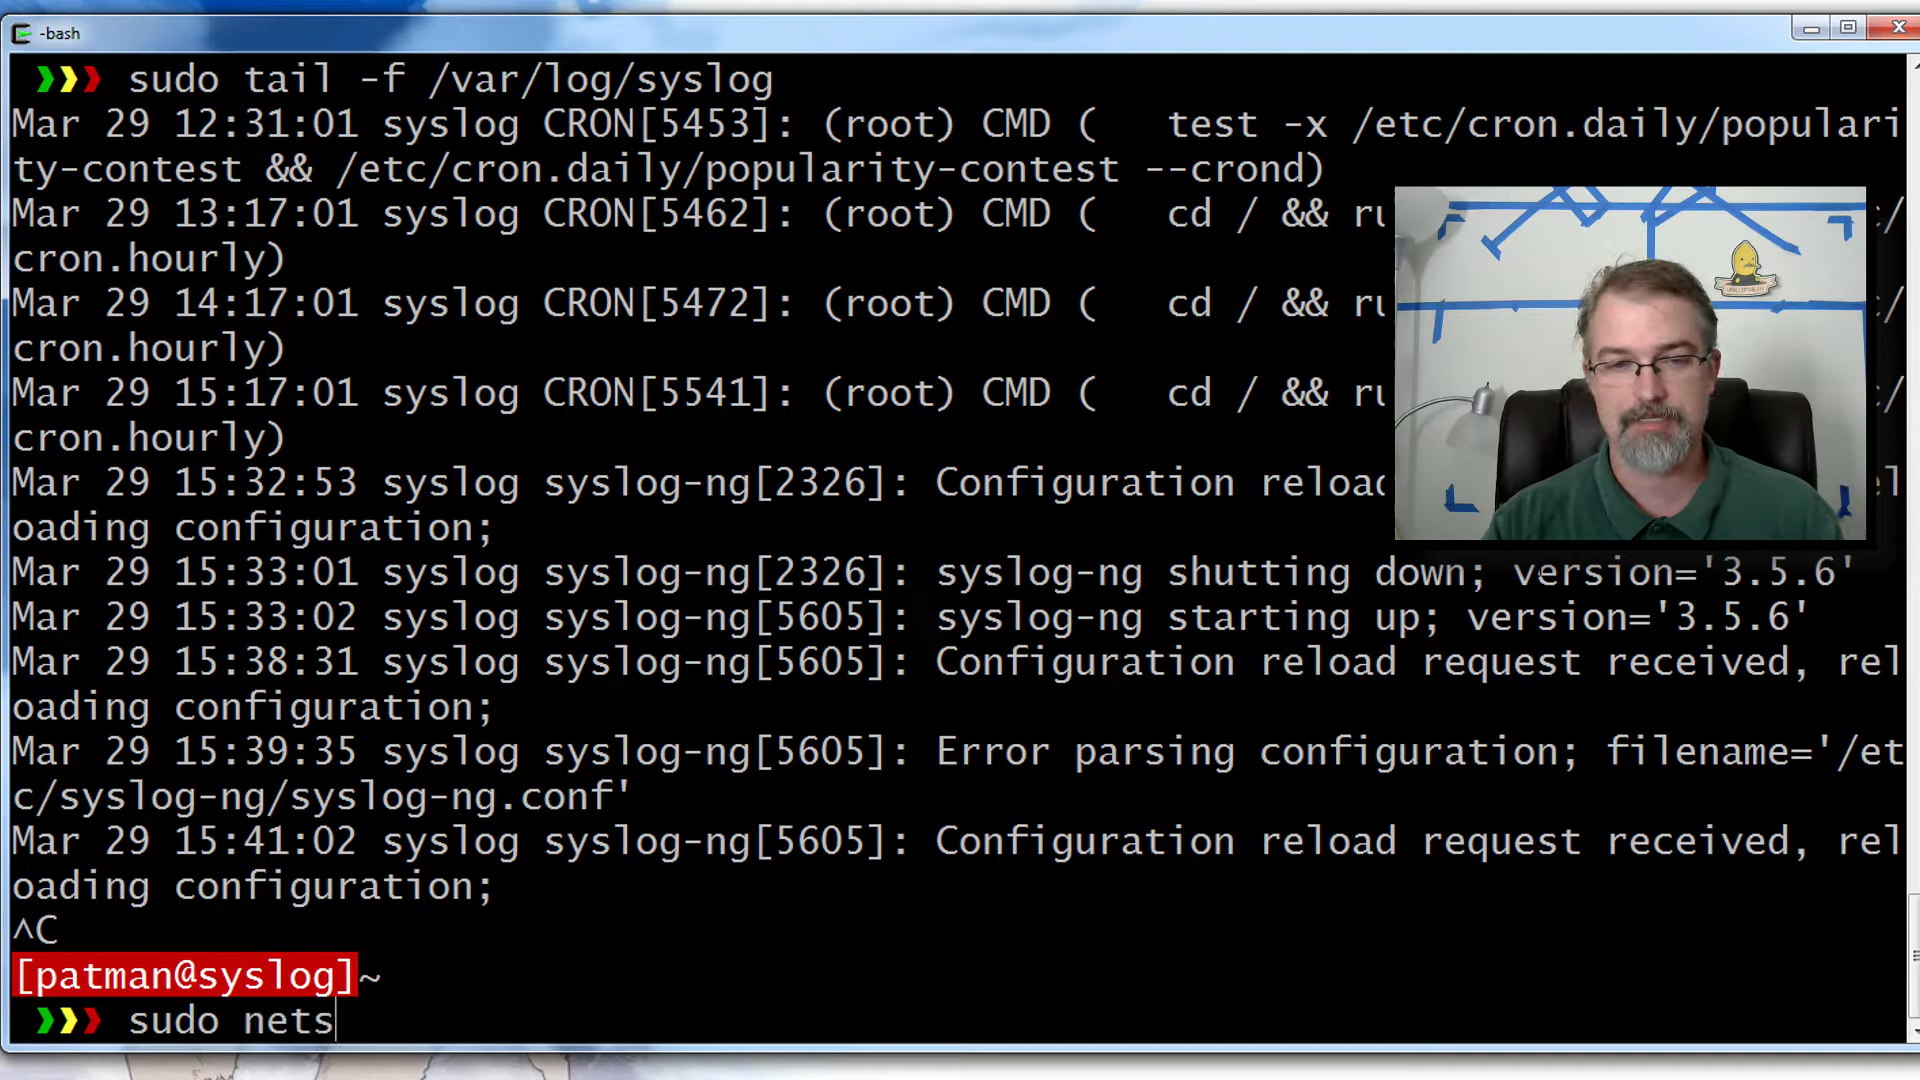 -bash
❯❯❯ sudo tail -f /var/log/syslog
Mar 29 12:31:01 syslog CRON[5453]: (root) CMD (   test -x /etc/cron.daily/populari
ty-contest && /etc/cron.daily/popularity-contest --crond)
Mar 29 13:17:01 syslog CRON[5462]: (root) CMD (   cd / && ru /
cron.hourly)
Mar 29 14:17:01 syslog CRON[5472]: (root) CMD (   cd / && ru /
cron.hourly)
Mar 29 15:17:01 syslog CRON[5541]: (root) CMD (   cd / && ru /
cron.hourly)
Mar 29 15:32:53 syslog syslog-ng[2326]: Configuration reload el
oading configuration;
Mar 29 15:33:01 syslog syslog-ng[2326]: syslog-ng shutting down; version='3.5.6'
Mar 29 15:33:02 syslog syslog-ng[5605]: syslog-ng starting up; version='3.5.6'
Mar 29 15:38:31 syslog syslog-ng[5605]: Configuration reload request received, rel
oading configuration;
Mar 29 15:39:35 syslog syslog-ng[5605]: Error parsing configuration; filename='/et
c/syslog-ng/syslog-ng.conf'
Mar 29 15:41:02 syslog syslog-ng[5605]: Configuration reload request received, rel
oading configuration;
^C
[patman@syslog]~
❯❯❯ sudo nets